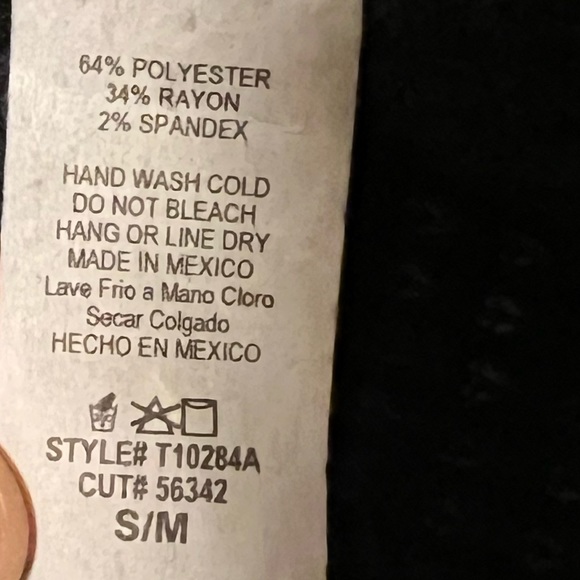 64% POLYESTER
34% RAYON
2% SPANDEX
HAND WASH COLD
DO NOT BLEACH
HANG OR LINE DRY
MADE IN MEXICO
Lave Frio a Mano Cloro
Secar Colgado
HECHO EN MEXICO
STYLE# T10284A
CUT# 56342
S/M